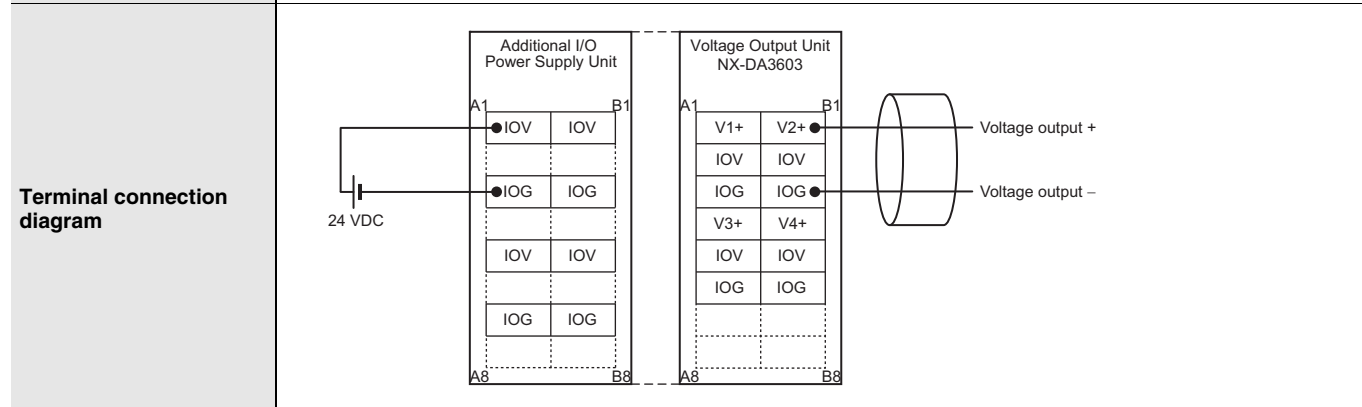 Terminal connection
diagram
24 VDC
Additional I/O
Power Supply Unit
A1 B1
IOV IOV
IOG IOG
IOV IOV
IOG IOG
A8 B8
Voltage Output Unit
NX-DA3603
A1 B1
V1+ V2+
IOV IOV
IOG IOG
V3+ V4+
IOV IOV
IOG IOG
A8 B8
Voltage output +
Voltage output −